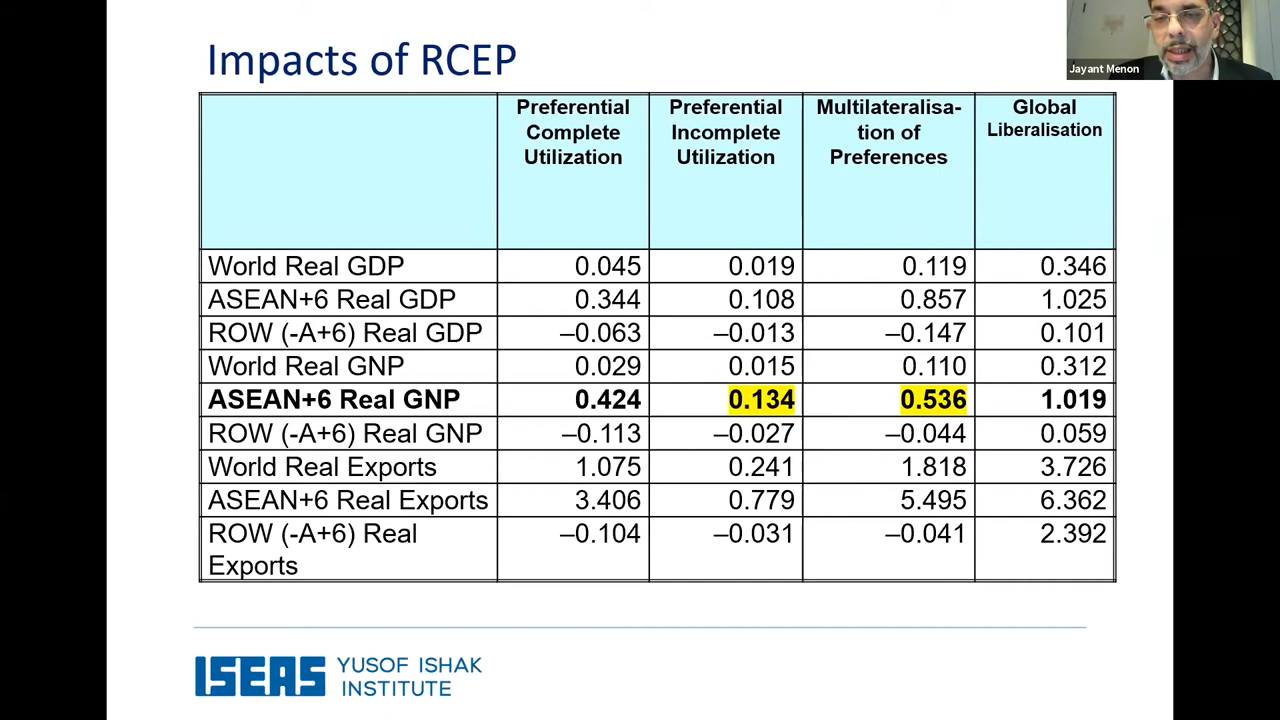 Impacts of RCEP
Jayant Menon
Preferential Complete Utilization
Preferential Incomplete Utilization
Multilateralisa-tion of Preferences
Global Liberalisation
World Real GDP 0.045 0.019 0.119 0.346
ASEAN+6 Real GDP 0.344 0.108 0.857 1.025
ROW (-A+6) Real GDP –0.063 –0.013 –0.147 0.101
World Real GNP 0.029 0.015 0.110 0.312
ASEAN+6 Real GNP 0.424 0.134 0.536 1.019
ROW (-A+6) Real GNP –0.113 –0.027 –0.044 0.059
World Real Exports 1.075 0.241 1.818 3.726
ASEAN+6 Real Exports 3.406 0.779 5.495 6.362
ROW (-A+6) Real –0.104 –0.031 –0.041 2.392
Exports
ISEAS YUSOF ISHAK
INSTITUTE